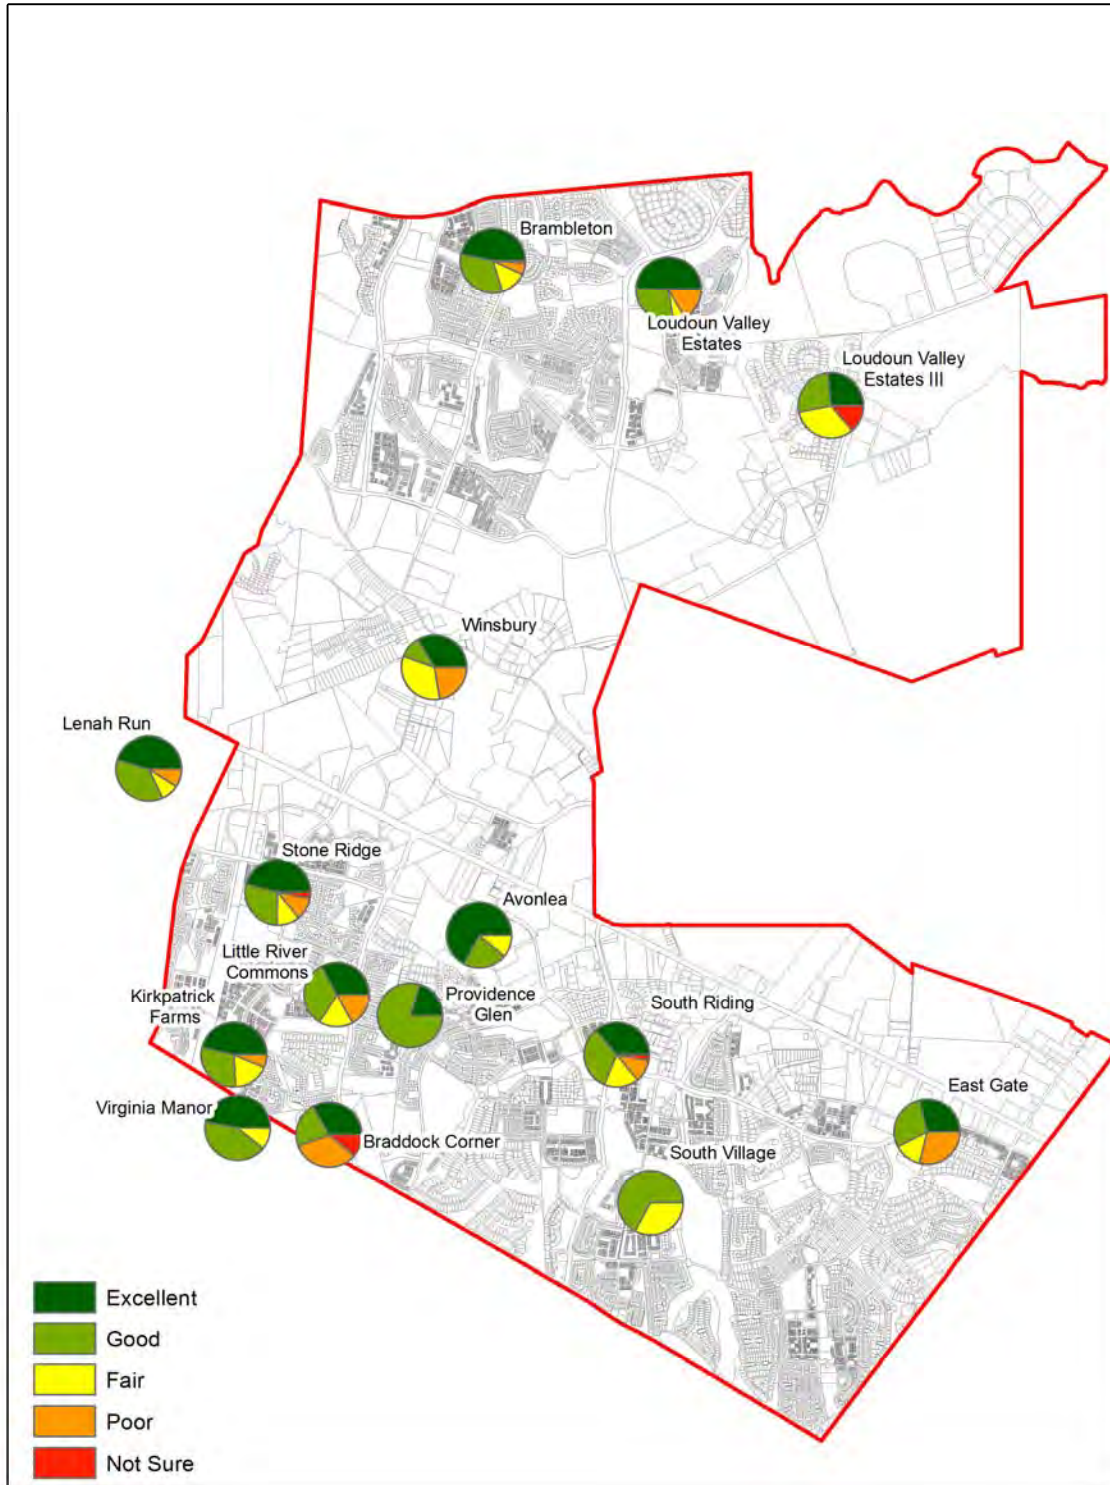 Brambleton
Loudoun Valley
Estates
Loudoun Valley
Estates III
Winsbury
Lenah Run
Stone Ridge
Avonlea
Little River
Commons
Providence
Glen
Kirkpatrick
Farms
South Riding
East Gate
Virginia Manor
Braddock Corner
South Village
Excellent
Good
Fair
Poor
Not Sure